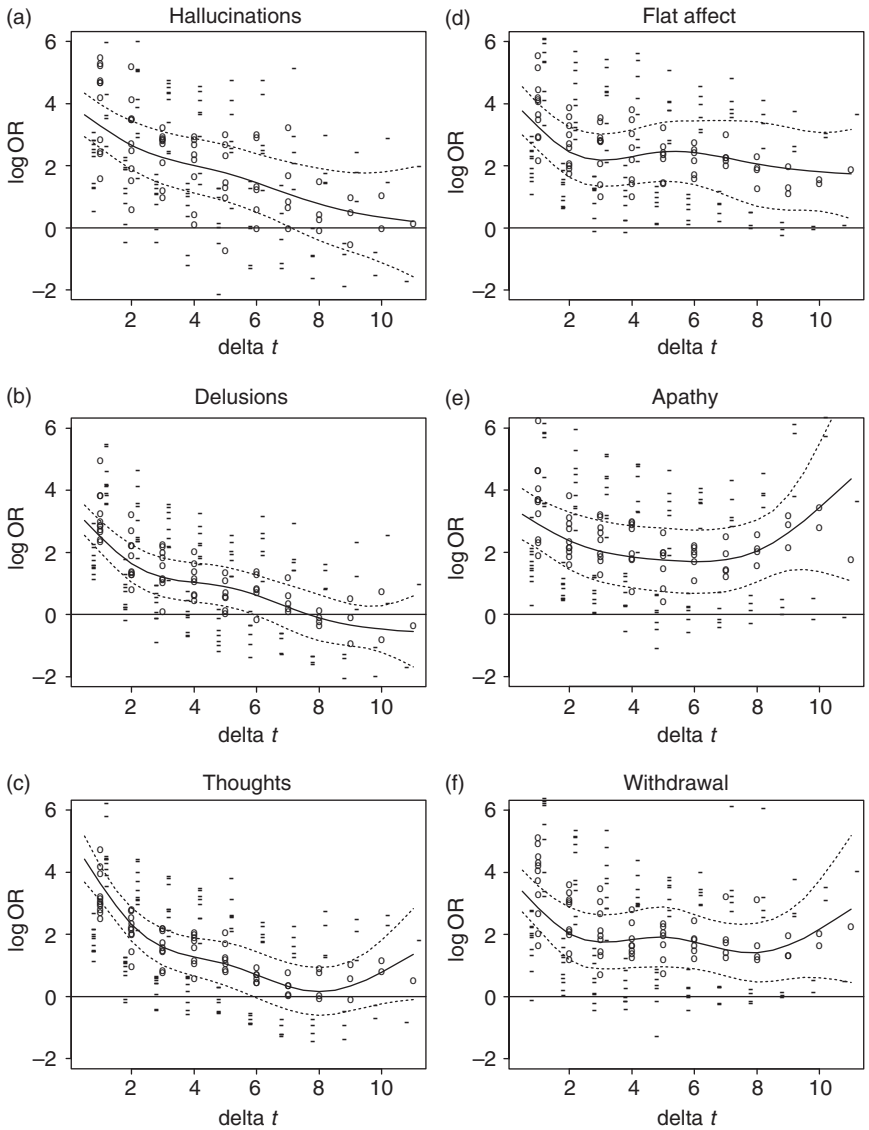 (a) Hallucinations
6
4
2
0
−2
log OR
2 4 6 8 10
delta t
(d) Flat affect
6
4
2
0
−2
log OR
2 4 6 8 10
delta t
(b) Delusions
6
4
2
0
−2
log OR
2 4 6 8 10
delta t
(e) Apathy
6
4
2
0
−2
log OR
2 4 6 8 10
delta t
(c) Thoughts
6
4
2
0
−2
log OR
2 4 6 8 10
delta t
(f) Withdrawal
6
4
2
0
−2
log OR
2 4 6 8 10
delta t